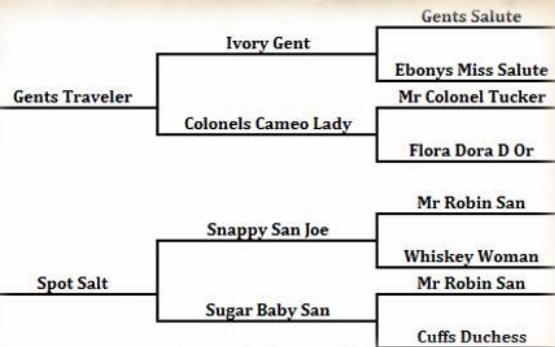 Gents Salute
Ivory Gent
Ebonys Miss Salute
Gents Traveler
Mr Colonel Tucker
Colonels Cameo Lady
Flora Dora D Or
Mr Robin San
Snappy San Joe
Whiskey Woman
Spot Salt
Mr Robin San
Sugar Baby San
Cuffs Duchess